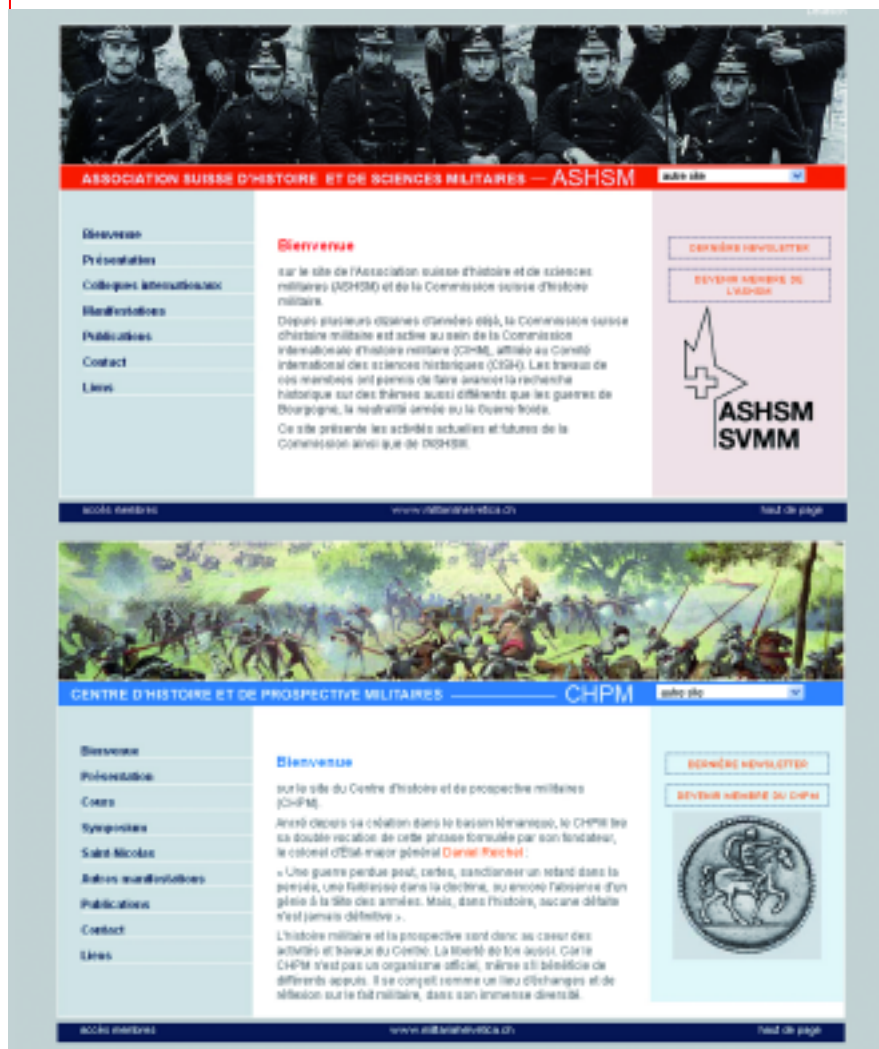 ASSOCIATION SUISSE D'HISTOIRE ET DE SCIENCES MILITAIRES — ASHSM
autre site
Bienvenue
Présentation
Colloques internationaux
Manifestations
Publications
Contact
Liens
Bienvenue
sur le site de l'Association suisse d'histoire et de sciences
militaires (ASHSM) et de la Commission suisse d'histoire
militaire.
Depuis plusieurs dizaines d'années déjà, la Commission suisse
d'histoire militaire est active au sein de la Commission
internationale d'histoire militaire (CIHM), affiliée au Comité
international des sciences historiques (CISH). Les travaux de
ces membres ont permis de faire avancer la recherche
historique sur des thèmes aussi différents que les guerres de
Bourgogne, la neutralité armée ou la Guerre froide.
Ce site présente les activités actuelles et futures de la
Commission ainsi que de l'ASHSM.
DERNIÈRE NEWSLETTER
DEVENIR MEMBRE DE
L'ASHSM
ASHSM
SVMM
accès membres
www.militariahelvetica.ch
haut de page
CENTRE D'HISTOIRE ET DE PROSPECTIVE MILITAIRES — CHPM
autre site
Bienvenue
Présentation
Cours
Symposium
Saint-Nicolas
Autres manifestations
Publications
Contact
Liens
Bienvenue
sur le site du Centre d'histoire et de prospective militaires
(CHPM).
Ancré depuis sa création dans le bassin lémanique, le CHPM tire
sa double vocation de cette phrase formulée par son fondateur,
le colonel d'État-major général Daniel Reichel :
« Une guerre perdue peut, certes, sanctionner un retard dans la
pensée, une faiblesse dans la doctrine, ou encore l'absence d'un
génie à la tête des armées. Mais, dans l'histoire, aucune défaite
n'est jamais définitive ».
L'histoire militaire et la prospective sont donc au coeur des
activités et travaux du Centre. La liberté de ton aussi. Car le
CHPM n'est pas un organisme officiel, même s'il bénéficie de
différents appuis. Il se conçoit comme un lieu d'échanges et de
réflexion sur le fait militaire, dans son immense diversité.
DERNIÈRE NEWSLETTER
DEVENIR MEMBRE DU CHPM
accès membres
www.militariahelvetica.ch
haut de page